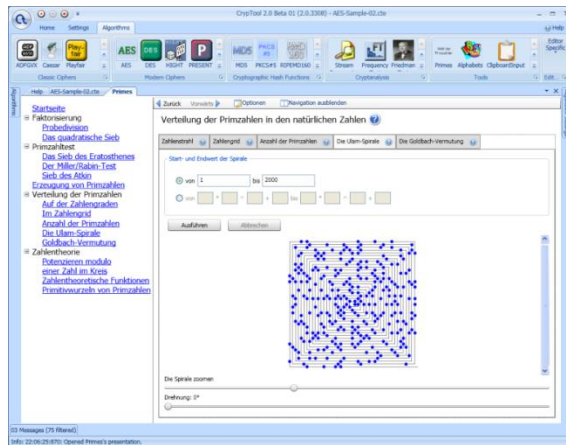 CrypTool 2.0 Beta 01 (2.0.3308) - AES-Sample-02.cte
Home Settings Algorithms Help
ADFGVX Caesar Playfair AES DES HIGHT PRESENT MD5 PKCS#5 RIPEMD160 Stream Frequency Friedman Primes Alphabets ClipboardInput Editor Specific
Classic Ciphers Modern Ciphers Cryptographic Hash Functions Cryptanalysis Tools Edit...
Help AES-Sample-02.cte Primes
Algorithms
Startseite
Faktorisierung
Probedivision
Das quadratische Sieb
Primzahltest
Das Sieb des Eratosthenes
Der Miller/Rabin-Test
Sieb des Atkin
Erzeugung von Primzahlen
Verteilung der Primzahlen
Auf der Zahlengraden
Im Zahlengrid
Anzahl der Primzahlen
Die Ulam-Spirale
Goldbach-Vermutung
Zahlentheorie
Potenzieren modulo
einer Zahl im Kreis
Zahlentheoretische Funktionen
Primitivwurzeln von Primzahlen
Zurück Vorwärts Optionen Navigation ausblenden
Verteilung der Primzahlen in den natürlichen Zahlen
Zahlenstrahl Zahlengrid Anzahl der Primzahlen Die Ulam-Spirale Die Goldbach-Vermutung
Start- und Endwert der Spirale
von 1 bis 2000
von * ^ + bis * ^ +
Ausführen Abbrechen
Die Spirale zoomen
Drehnung: 0°
03 Messages (75 filtered)
Info: 22:06:25:870: Opened Primes's presentation.